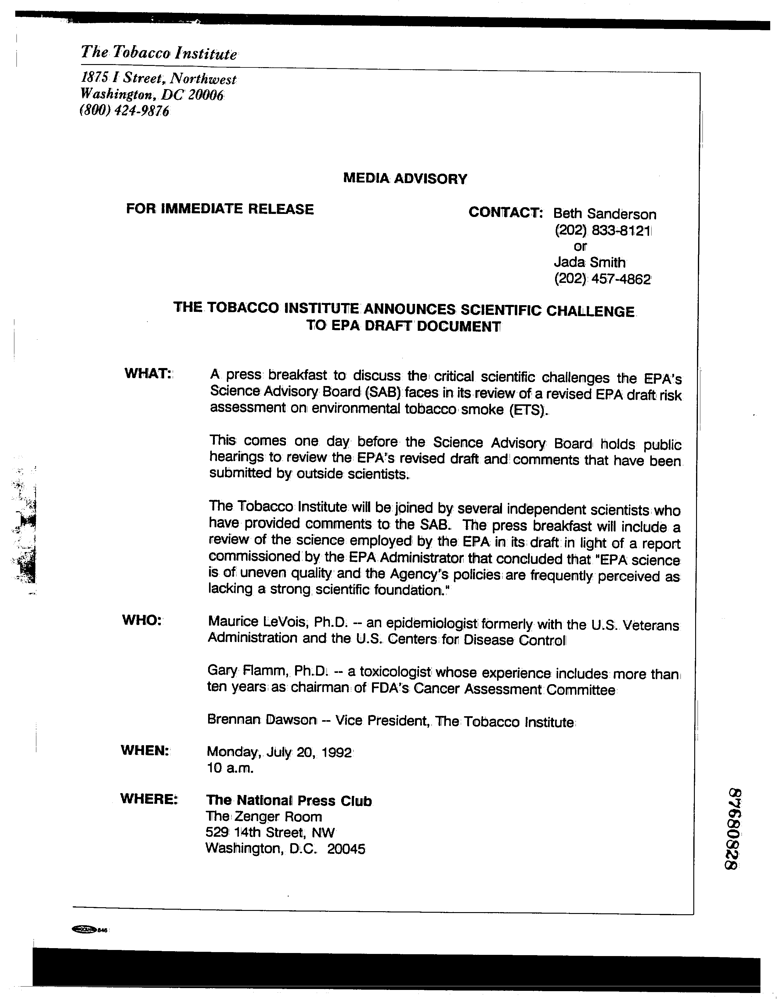 The Tobacco Institute
1875 I Street, Northwest
Washington, DC 20006
(800) 424-9876
MEDIA ADVISORY
FOR IMMEDIATE RELEASE
CONTACT: Beth Sanderson
(202) 833-8121
or
Jada Smith
(202) 457-4862
THE TOBACCO INSTITUTE ANNOUNCES SCIENTIFIC CHALLENGE
TO EPA DRAFT DOCUMENT
WHAT: A press breakfast to discuss the critical scientific challenges the EPA's
Science Advisory Board (SAB) faces in its review of a revised EPA draft risk
assessment on environmental tobacco smoke (ETS).
This comes one day before the Science Advisory Board holds public
hearings to review the EPA's revised draft and comments that have been
submitted by outside scientists.
The Tobacco Institute will be joined by several independent scientists who
have provided comments to the SAB. The press breakfast will include a
review of the science employed by the EPA in its draft in light of a report
commissioned by the EPA Administrator that concluded that "EPA science
is of uneven quality and the Agency's policies are frequently perceived as
lacking a strong scientific foundation."
WHO: Maurice LeVois, Ph.D. -- an epidemiologist formerly with the U.S. Veterans
Administration and the U.S. Centers for Disease Control
Gary Flamm, Ph.D. -- a toxicologist whose experience includes more than
ten years as chairman of FDA's Cancer Assessment Committee
Brennan Dawson -- Vice President, The Tobacco Institute
WHEN: Monday, July 20, 1992
10 a.m.
WHERE: The National Press Club
The Zenger Room
529 14th Street, NW
Washington, D.C. 20045
87680828
646